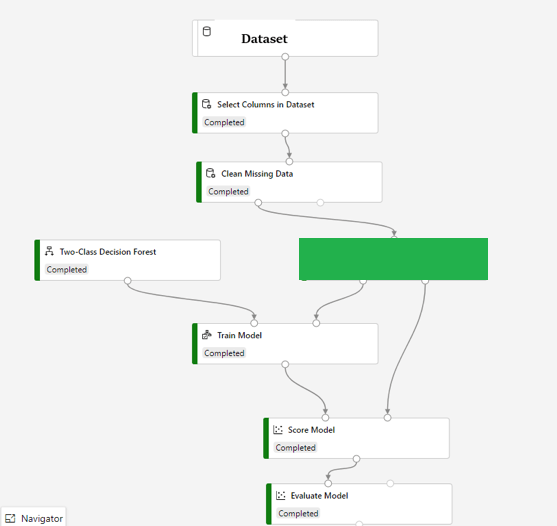 Dataset
Select Columns in Dataset
Completed
Clean Missing Data
Completed
Two-Class Decision Forest
Completed
Train Model
Completed
Score Model
Completed
Evaluate Model
Completed
Navigator